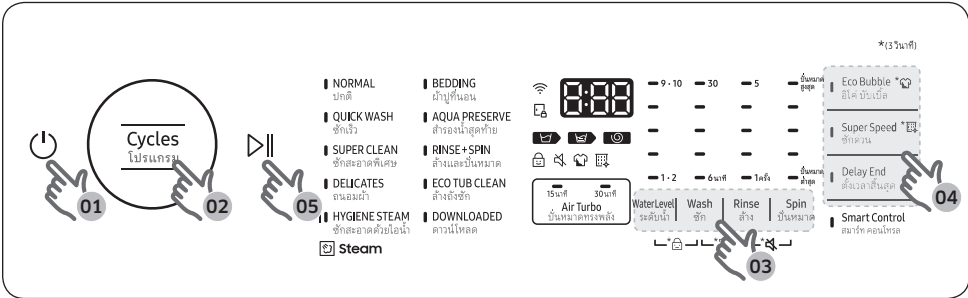 *(3 วินาที)
Cycles
โปรแกรม
NORMAL
ปกติ
QUICK WASH
ซักเร็ว
SUPER CLEAN
ซักสะอาดพิเศษ
DELICATES
ถนอมผ้า
HYGIENE STEAM
ซักสะอาดด้วยไอน้ำ
Steam
BEDDING
ผ้าปูที่นอน
AQUA PRESERVE
สำรองน้ำสุดท้าย
RINSE+SPIN
ล้างและปั่นหมาด
ECO TUB CLEAN
ล้างถังซัก
DOWNLOADED
ดาวน์โหลด
8:88
15นาที 30นาที
Air Turbo
ปั่นหมาดทรงพลัง
9・10 30 5 ปั่นหมาด
สูงสุด
1・2 6นาที 1ครั้ง ปั่นหมาด
ต่ำสุด
WaterLevel Wash Rinse Spin
ระดับน้ำ ซัก ล้าง ปั่นหมาด
* * *
Eco Bubble *
อีโค่ บับเบิ้ล
Super Speed *
ซักด่วน
Delay End
ตั้งเวลาสิ้นสุด
Smart Control
สมาร์ท คอนโทรล
01
02
05
03
04